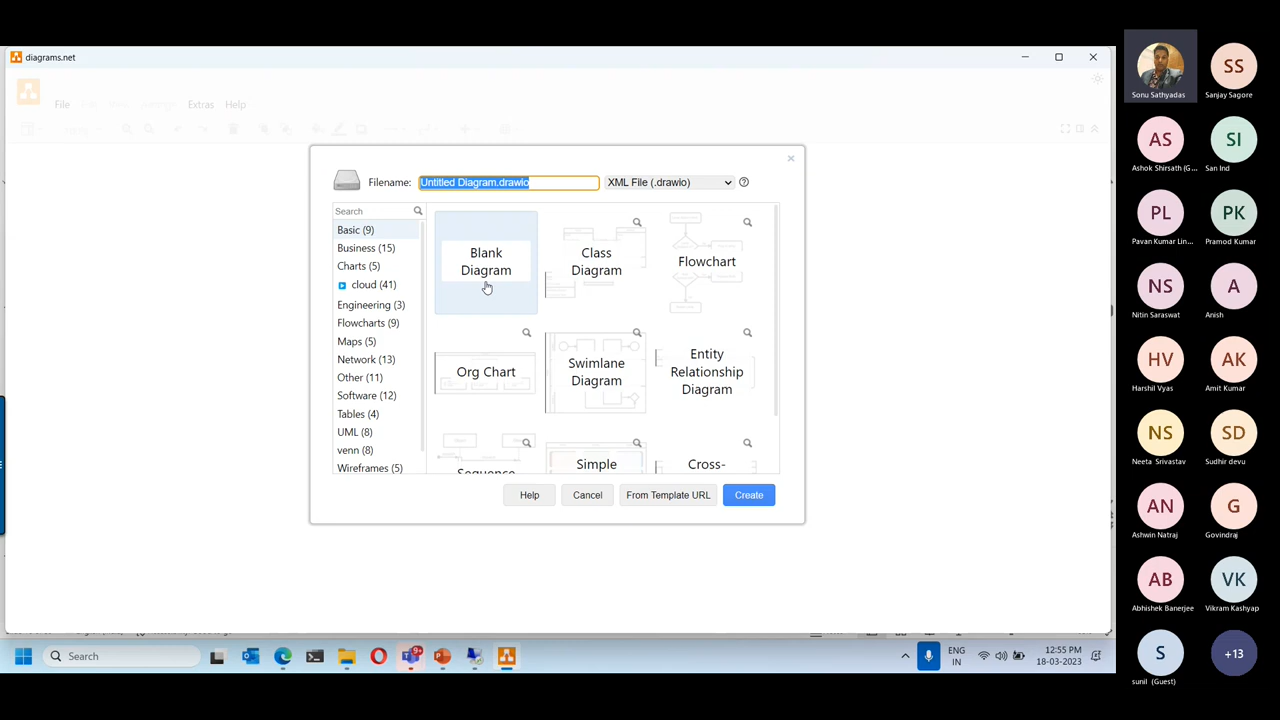 diagrams.net
File
Extras
Help
Filename:
Untitled Diagram.drawio
XML File (.drawio)
Search
Basic (9)
Business (15)
Charts (5)
cloud (41)
Engineering (3)
Flowcharts (9)
Maps (5)
Network (13)
Other (11)
Software (12)
Tables (4)
UML (8)
venn (8)
Wireframes (5)
Blank
Diagram
Class
Diagram
Flowchart
Org Chart
Swimlane
Diagram
Entity
Relationship
Diagram
Sequence
Simple
Cross-
Help
Cancel
From Template URL
Create
Search
9+
ENG
IN
12:55 PM
18-03-2023
Sonu Sathyadas
SS
Sanjay Sagore
AS
Ashok Shirsath (G...
SI
San Ind
PL
Pavan Kumar Lin...
PK
Pramod Kumar
NS
Nitin Saraswat
A
Anish
HV
Harshil Vyas
AK
Amit Kumar
NS
Neeta Srivastav
SD
Sudhir devu
AN
Ashwin Natraj
G
Govindraj
AB
Abhishek Banerjee
VK
Vikram Kashyap
S
sunil (Guest)
+13